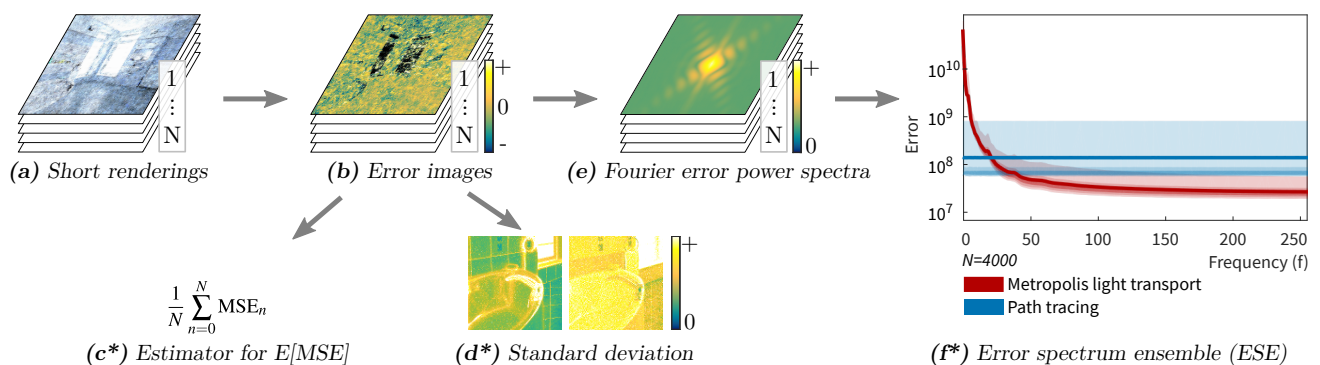 1
⋮
N
(a) Short renderings
1
⋮
N
+
0
-
(b) Error images
1
⋮
N
+
0
(e) Fourier error power spectra
Error
10^10
10^9
10^8
10^7
0 50 100 150 200 250
N=4000 Frequency (f)
Metropolis light transport
Path tracing
(f*) Error spectrum ensemble (ESE)
1/N ∑_{n=0}^{N} MSE_n
(c*) Estimator for E[MSE]
+
0
(d*) Standard deviation